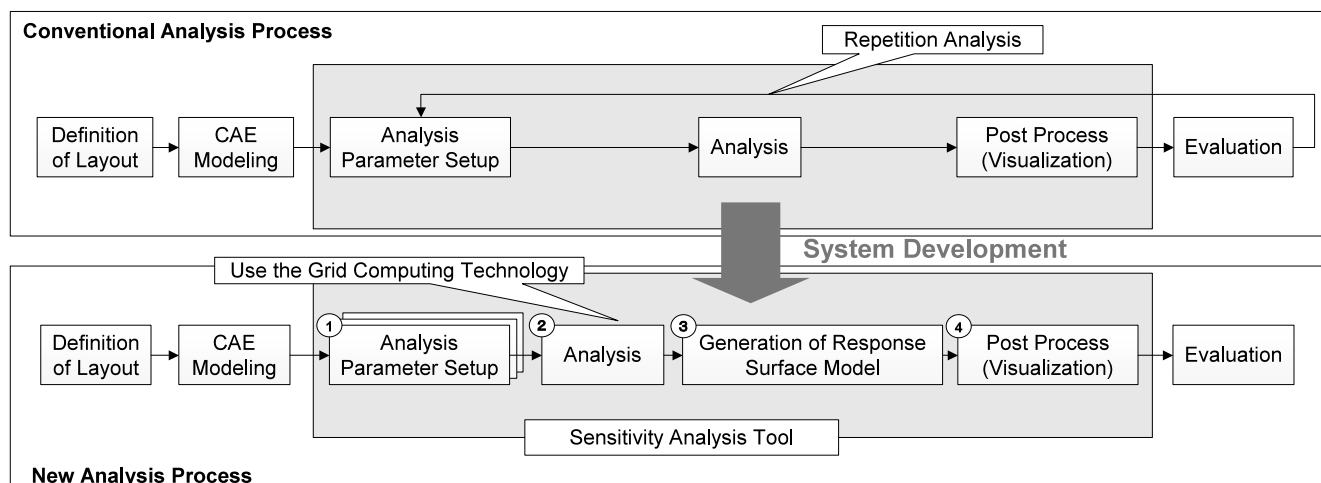 Conventional Analysis Process
Repetition Analysis
Definition
of Layout
CAE
Modeling
Analysis
Parameter Setup
Analysis
Post Process
(Visualization)
Evaluation
System Development
Use the Grid Computing Technology
Definition
of Layout
CAE
Modeling
1
Analysis
Parameter Setup
2
Analysis
3
Generation of Response
Surface Model
4
Post Process
(Visualization)
Evaluation
Sensitivity Analysis Tool
New Analysis Process